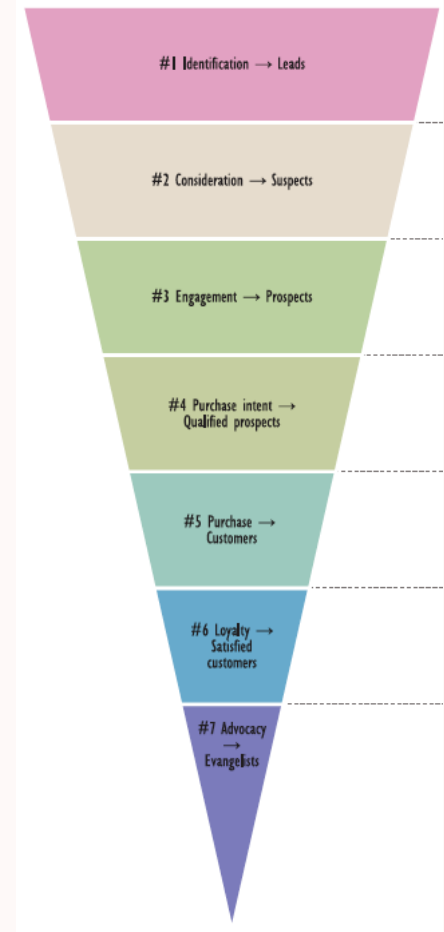 #1 Identification → Leads
#2 Consideration → Suspects
#3 Engagement → Prospects
#4 Purchase intent →
Qualified prospects
#5 Purchase →
Customers
#6 Loyalty →
Satisfied
customers
#7 Advocacy
→
Evangelists